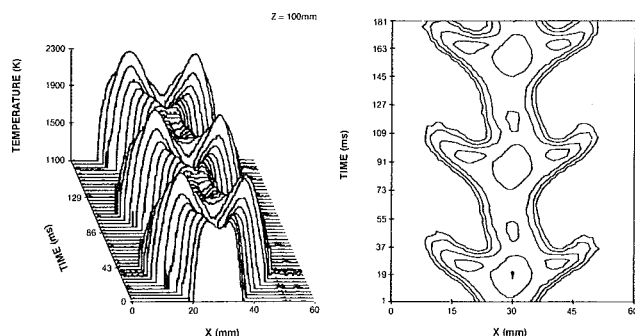 Z = 100mm
TEMPERATURE (K)
2300
1900
1500
1100
129
86
43
0
TIME (ms)
0 20 40 60
X (mm)
TIME (ms)
181
163
145
127
109
91
73
55
37
19
1
0 15 30 45 60
X (mm)